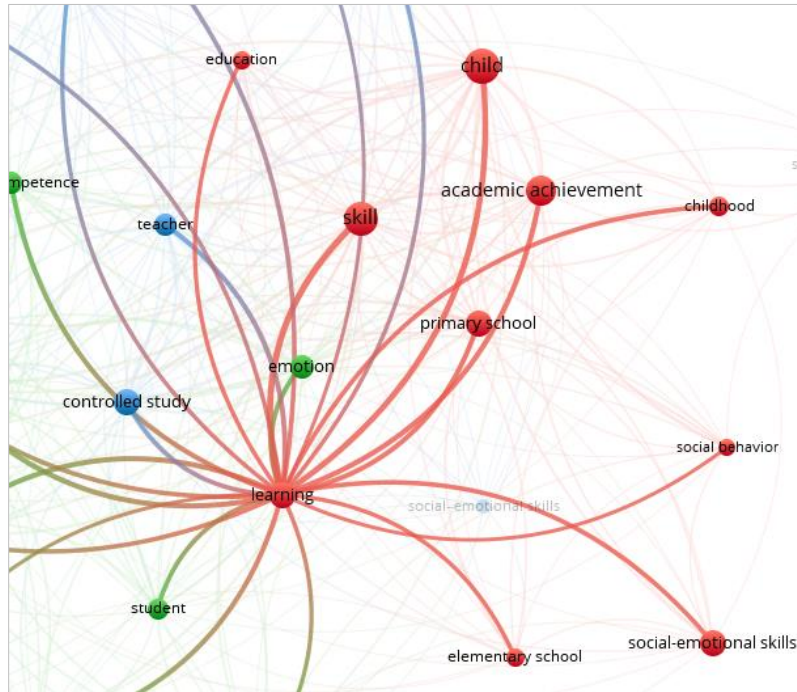 education
child
s
mpetence
academic achievement
childhood
teacher
skill
primary school
emotion
controlled study
social behavior
learning
social-emotional skills
student
elementary school
social-emotional skills